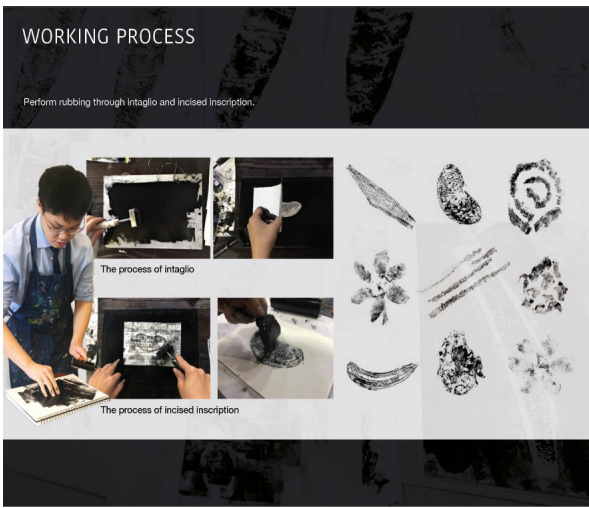 WORKING PROCESS
Perform rubbing through intaglio and incised inscription.
The process of intaglio
The process of incised inscription